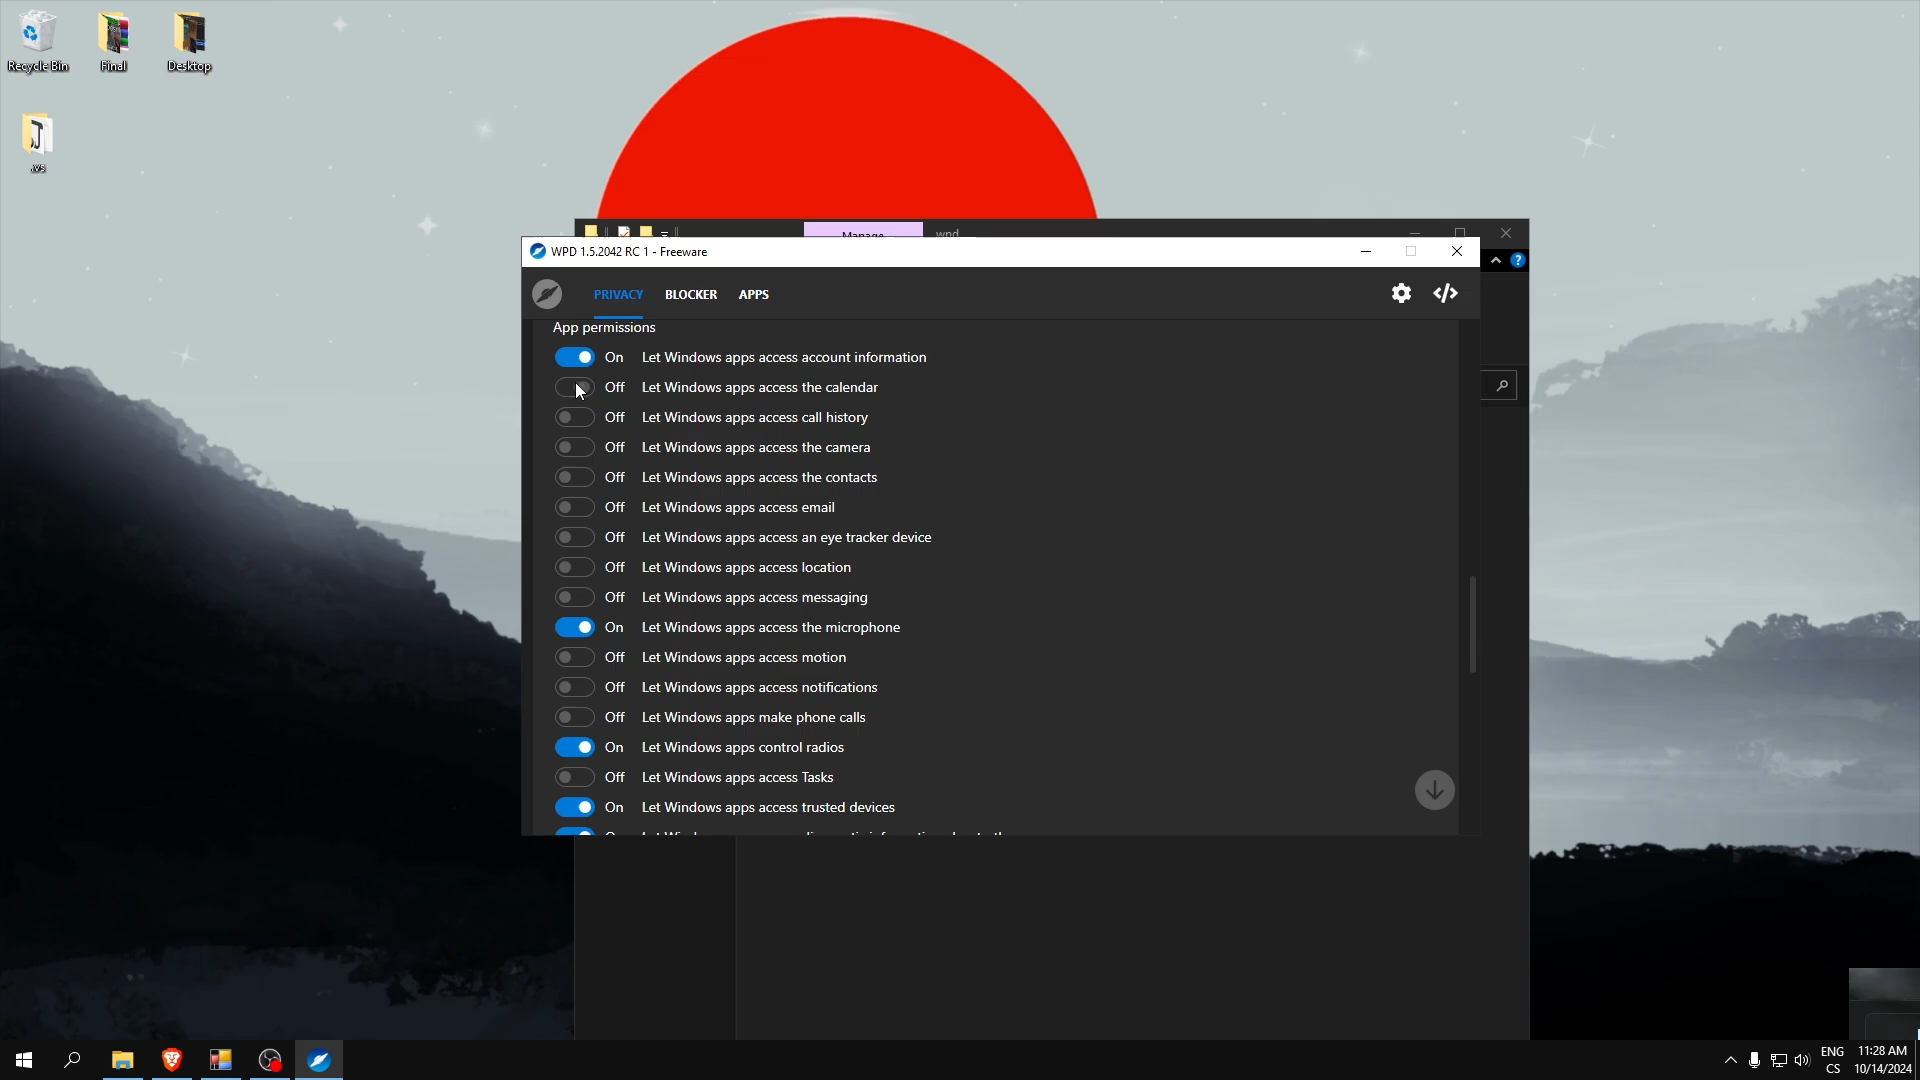 Recycle Bin
Final
Desktop
.vs
Manage
wpd
WPD 1.5.2042 RC 1 - Freeware
PRIVACY
BLOCKER
APPS
App permissions
On Let Windows apps access account information
Off Let Windows apps access the calendar
Off Let Windows apps access call history
Off Let Windows apps access the camera
Off Let Windows apps access the contacts
Off Let Windows apps access email
Off Let Windows apps access an eye tracker device
Off Let Windows apps access location
Off Let Windows apps access messaging
On Let Windows apps access the microphone
Off Let Windows apps access motion
Off Let Windows apps access notifications
Off Let Windows apps make phone calls
On Let Windows apps control radios
Off Let Windows apps access Tasks
On Let Windows apps access trusted devices
ENG
CS
11:28 AM
10/14/2024